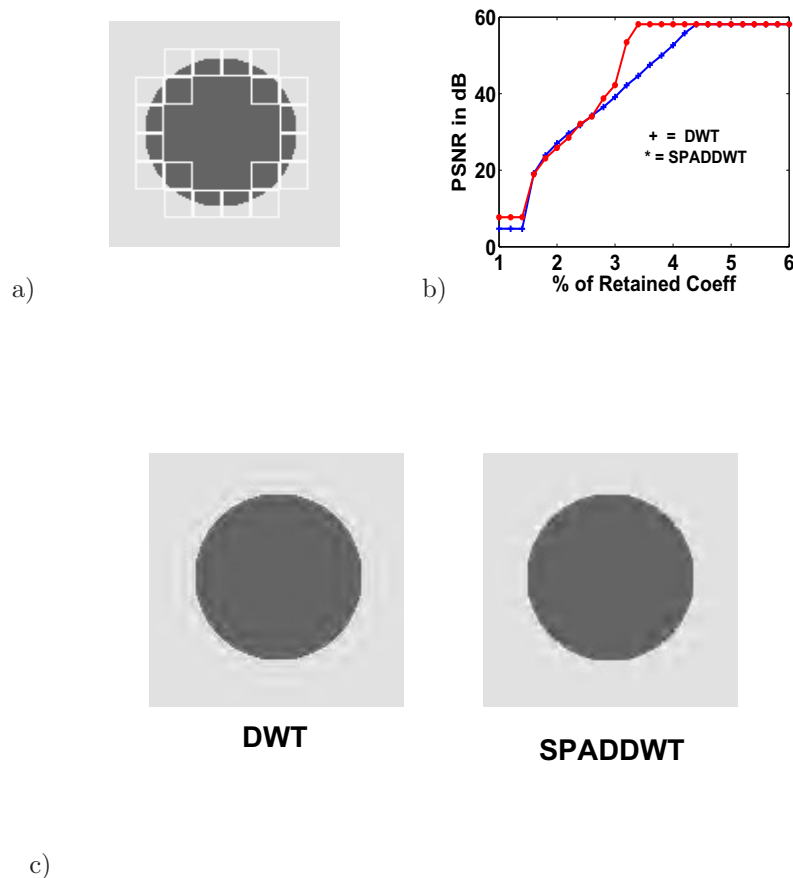 a)
60
40
20
0
PSNR in dB
+ = DWT
* = SPADDWT
1 2 3 4 5 6
% of Retained Coeff
b)
DWT
SPADDWT
c)